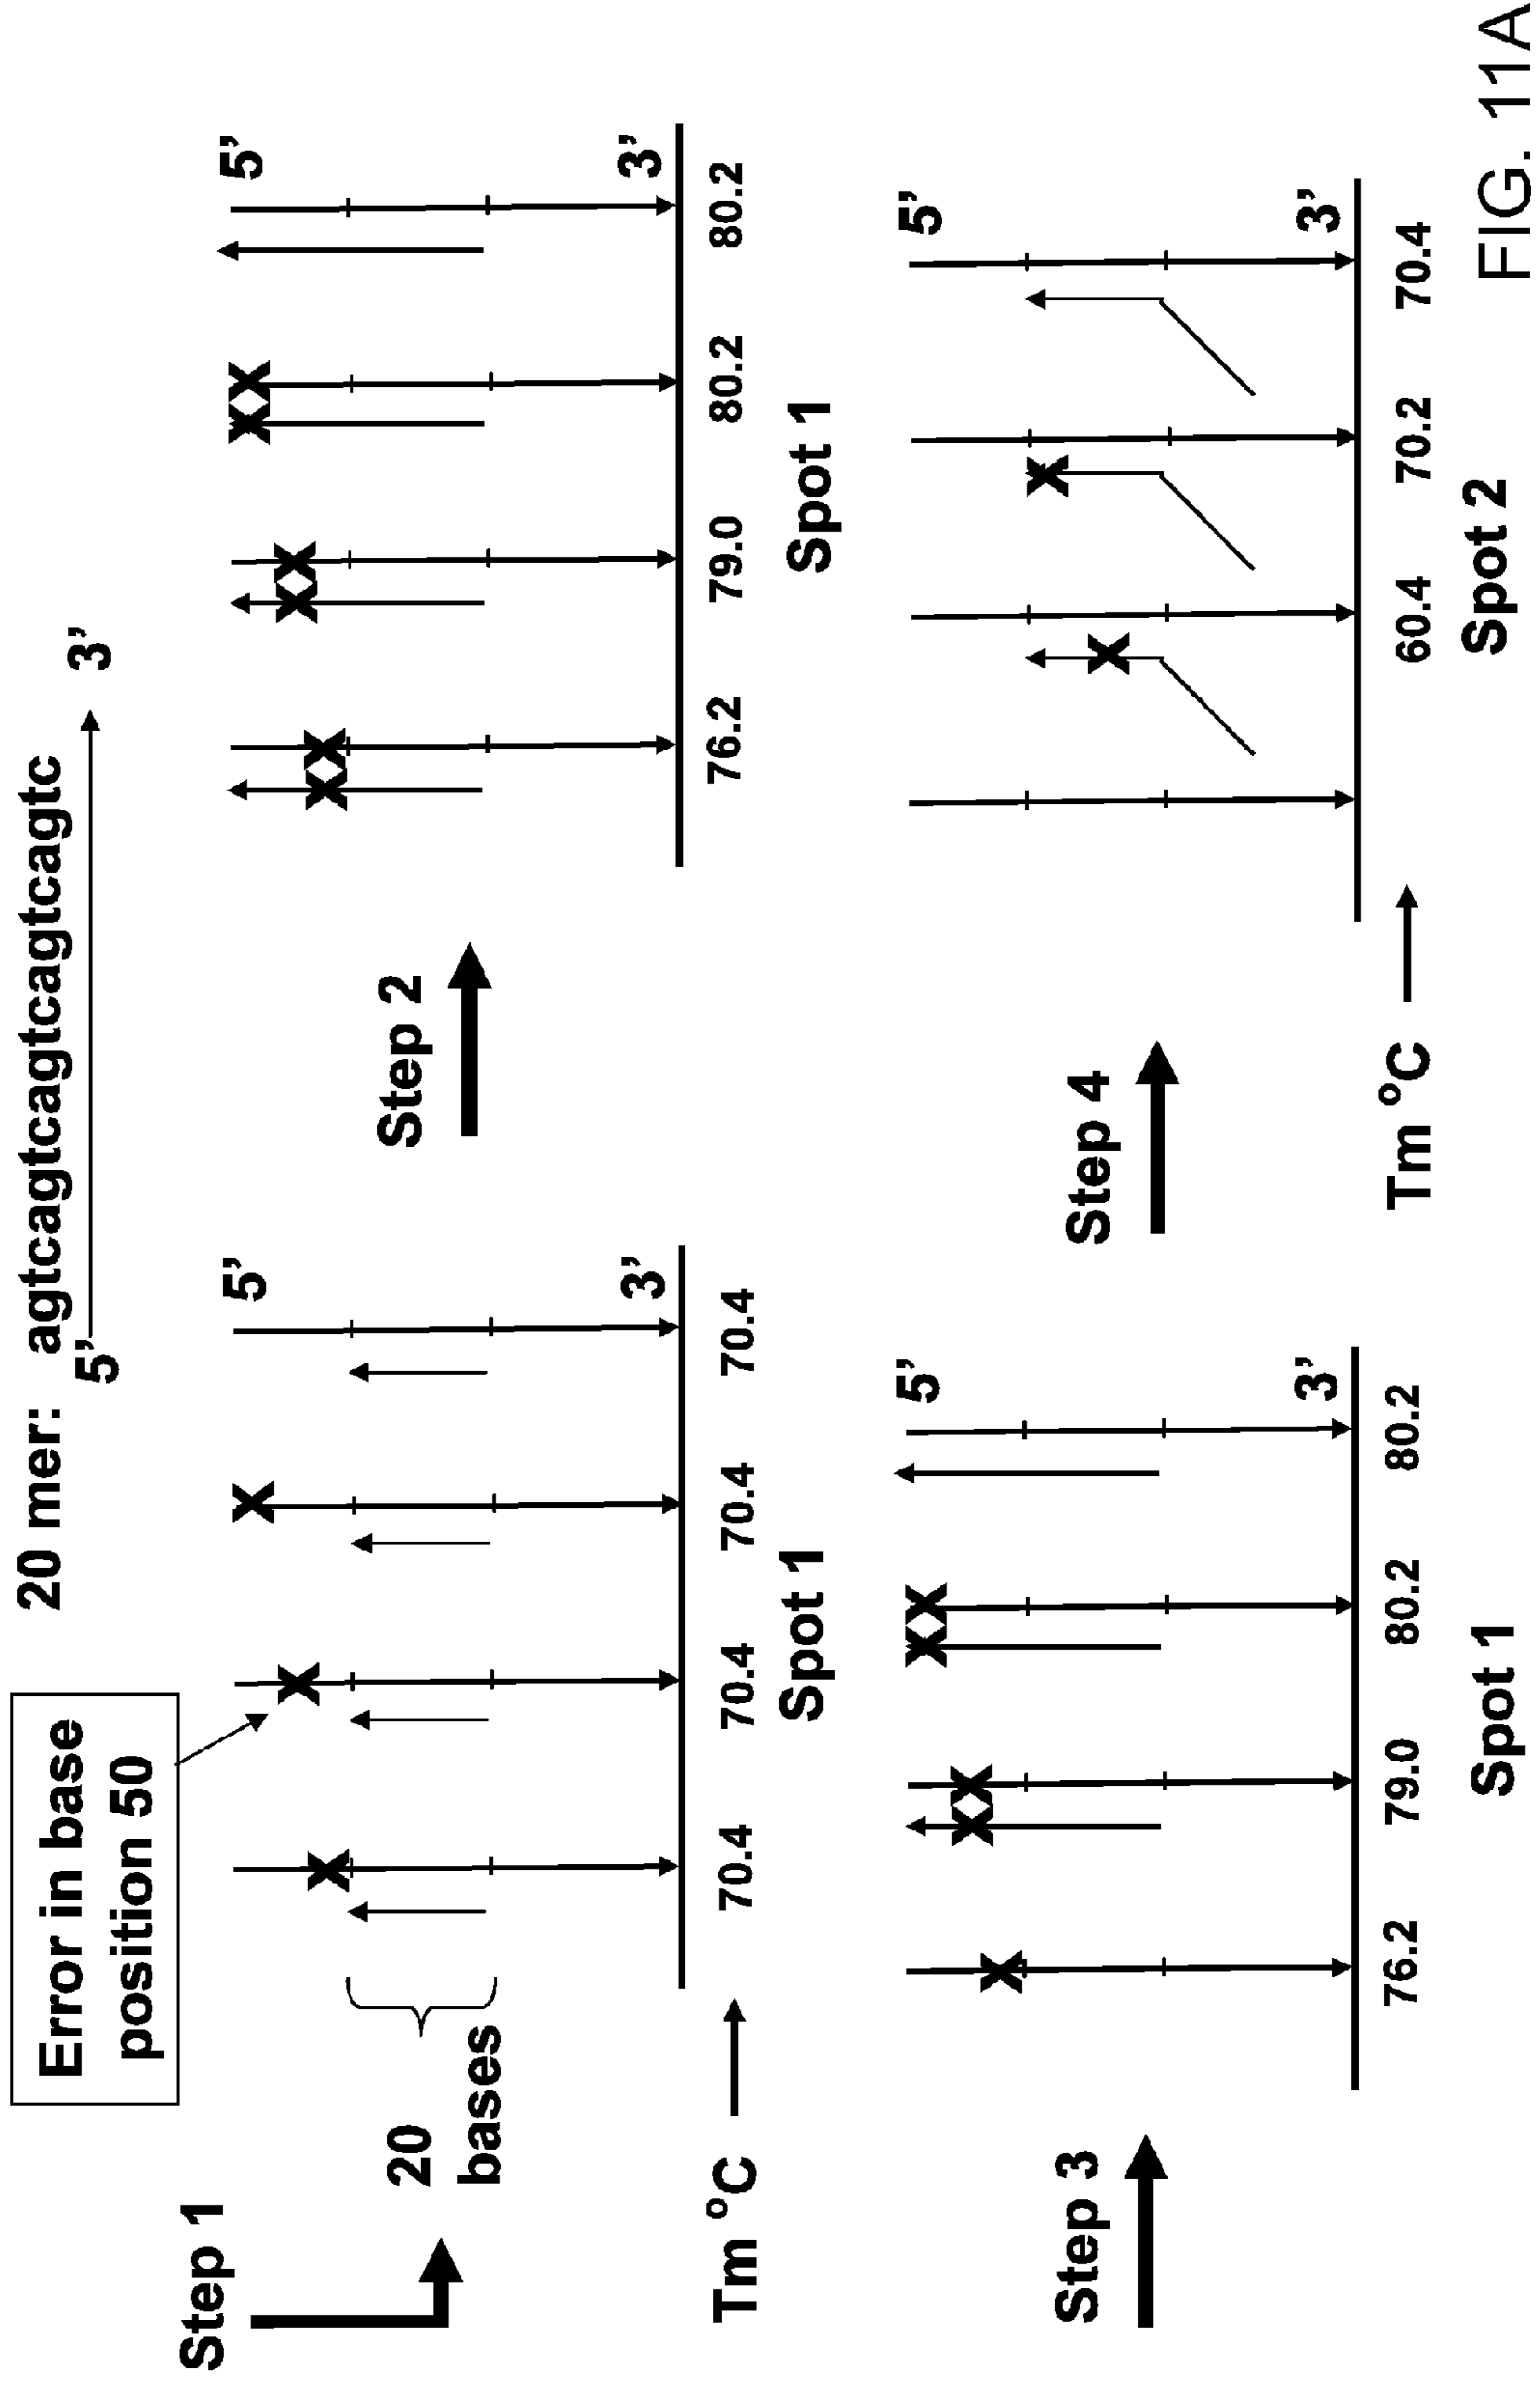 20 mer: agtcagtcagtcagtcagtc
5' 3'
Error in base
position 50
Step 1
20
bases
5'
3'
Tm °C
70.4 70.4 70.4 70.4
Spot 1
Step 2
5'
3'
76.2 79.0 80.2 80.2
Spot 1
Step 3
5'
3'
76.2 79.0 80.2 80.2
Spot 1
Step 4
5'
3'
Tm °C
60.4 70.2 70.4
Spot 2
FIG. 11A